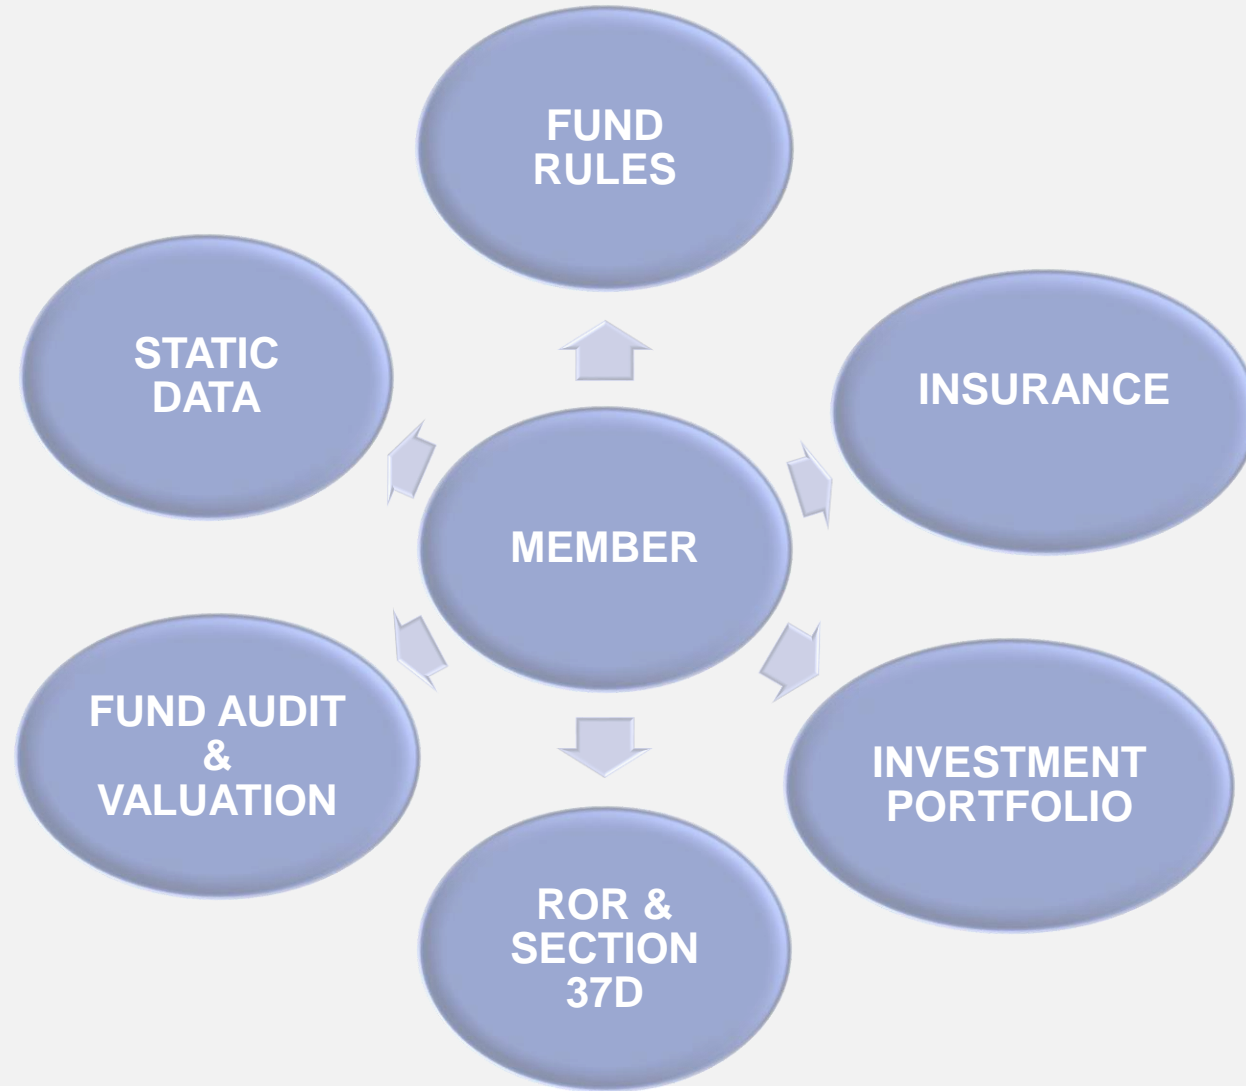 FUND
RULES
STATIC
DATA
INSURANCE
MEMBER
FUND AUDIT
&
VALUATION
INVESTMENT
PORTFOLIO
ROR &
SECTION
37D